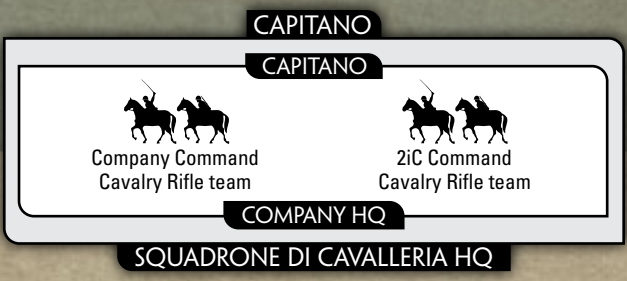 CAPITANO
CAPITANO
Company Command
Cavalry Rifle team
2iC Command
Cavalry Rifle team
COMPANY HQ
SQUADRONE DI CAVALLERIA HQ